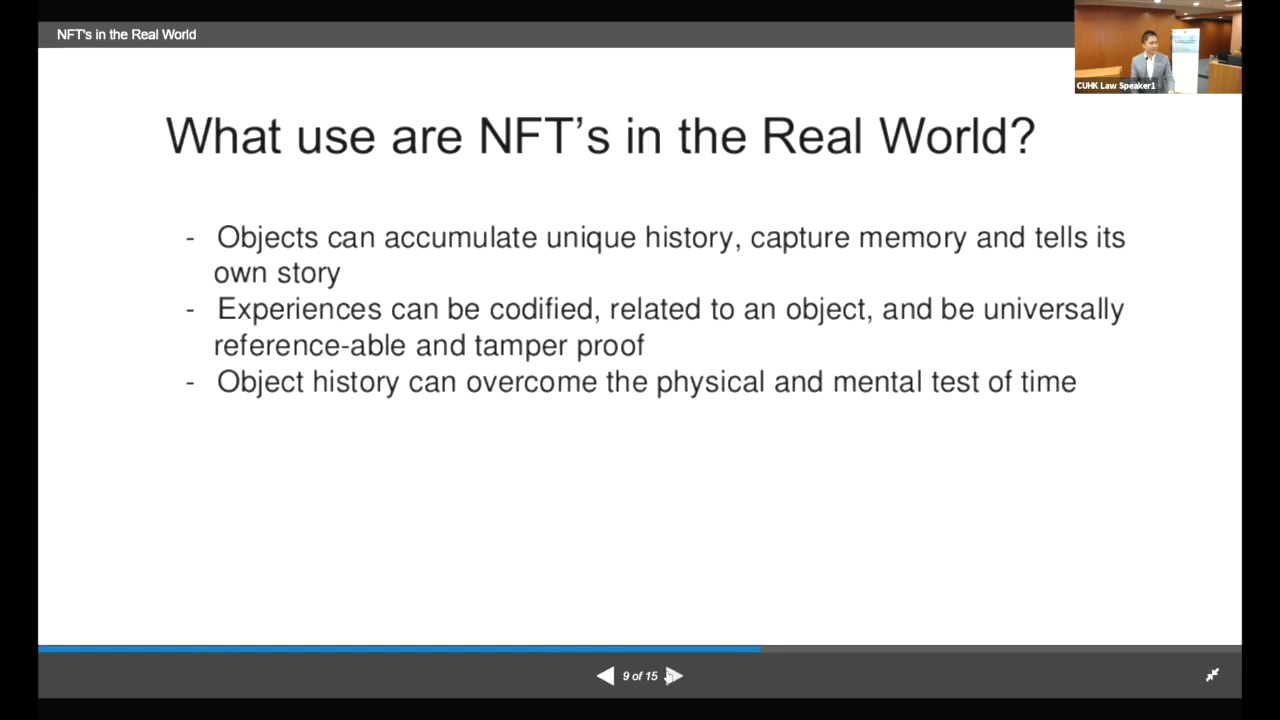 NFT's in the Real World
CUHK Law Speaker1
What use are NFT’s in the Real World?
- Objects can accumulate unique history, capture memory and tells its
own story
- Experiences can be codified, related to an object, and be universally
reference-able and tamper proof
- Object history can overcome the physical and mental test of time
9 of 15